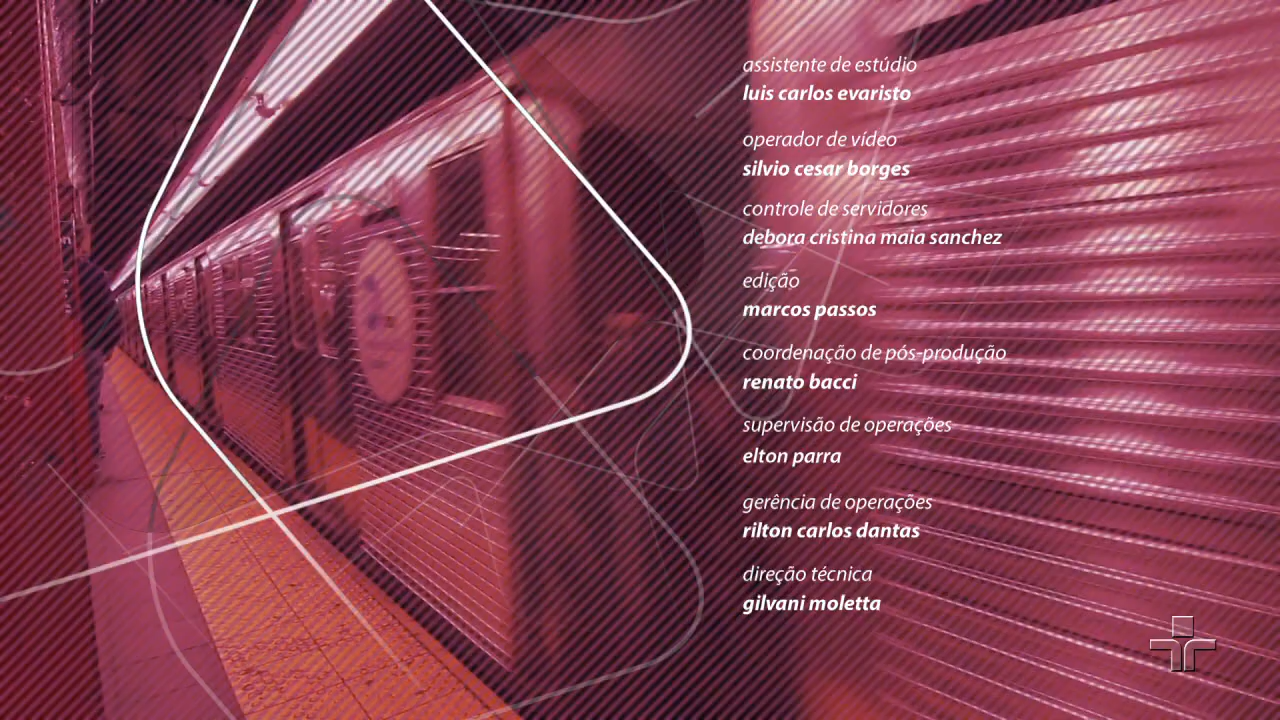 assistente de estúdio
luis carlos evaristo
operador de vídeo
silvio cesar borges
controle de servidores
debora cristina maia sanchez
edição
marcos passos
coordenação de pós-produção
renato bacci
supervisão de operações
elton parra
gerência de operações
rilton carlos dantas
direção técnica
gilvani moletta